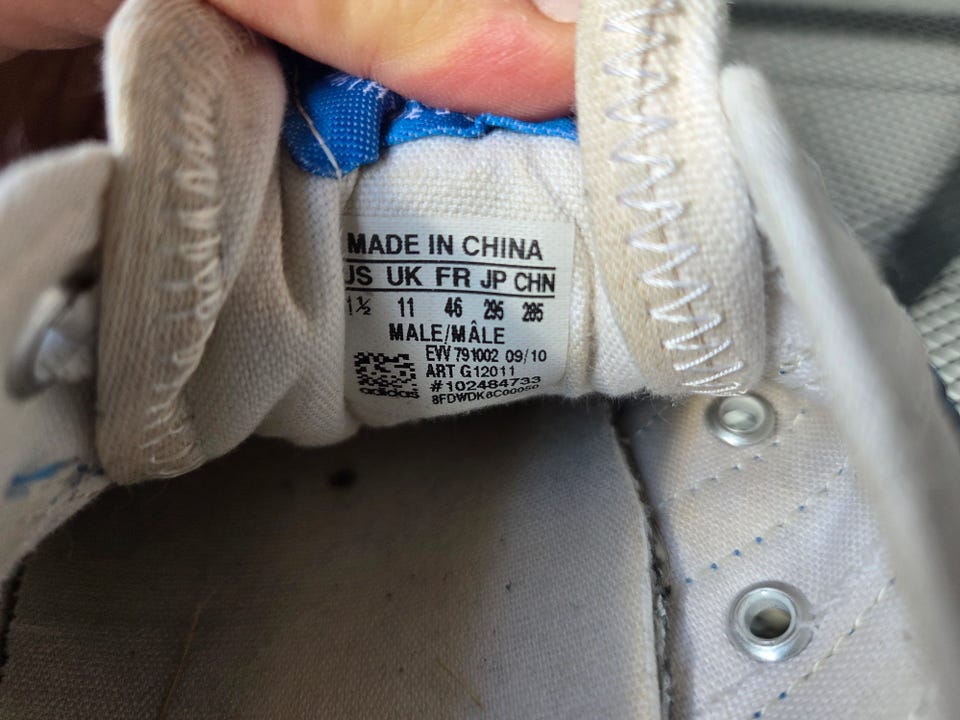 MADE IN CHINA
US UK FR JP CHN
11½ 11 46 295 285
MALE/MÂLE
EVV 791002 09/10
ART G12011
#102484733
adidas